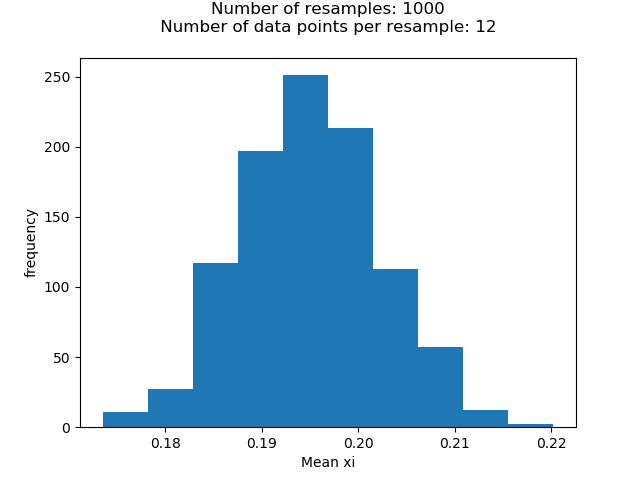 Number of resamples: 1000
Number of data points per resample: 12
250
200
150
100
50
0
frequency
0.18 0.19 0.20 0.21 0.22
Mean xi